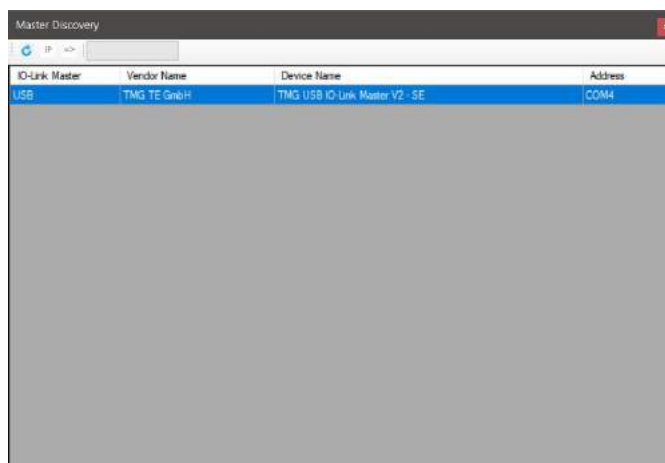 Master Discovery
IP =>
IO-Link Master Vendor Name Device Name Address
USB TMG TE GmbH TMG USB IO-Link Master V2 - SE COM4